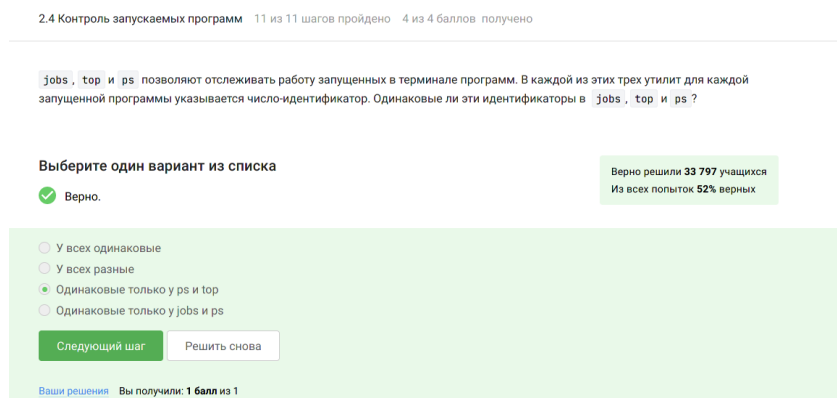 2.4 Контроль запускаемых программ 11 из 11 шагов пройдено 4 из 4 баллов получено
jobs, top и ps позволяют отслеживать работу запущенных в терминале программ. В каждой из этих трех утилит для каждой
запущенной программы указывается число-идентификатор. Одинаковые ли эти идентификаторы в jobs, top и ps?
Выберите один вариант из списка
Верно.
Верно решили 33 797 учащихся
Из всех попыток 52% верных
У всех одинаковые
У всех разные
Одинаковые только у ps и top
Одинаковые только у jobs и ps
Следующий шаг Решить снова
Ваши решения Вы получили: 1 балл из 1